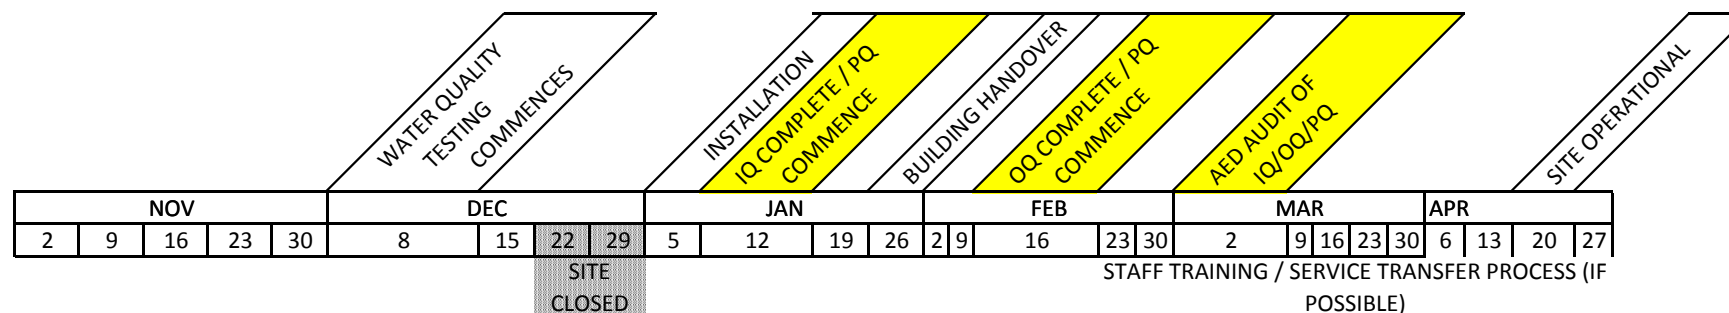 WATER QUALITY
TESTING
COMMENCES
INSTALLATION
IQ COMPLETE / PQ
COMMENCE
BUILDING HANDOVER
OQ COMPLETE / PQ
COMMENCE
AED AUDIT OF
IQ/OQ/PQ
SITE OPERATIONAL
NOV DEC JAN FEB MAR APR
2 9 16 23 30 8 15 22 29 5 12 19 26 2 9 16 23 30 2 9 16 23 30 6 13 20 27
SITE
CLOSED
STAFF TRAINING / SERVICE TRANSFER PROCESS (IF
POSSIBLE)